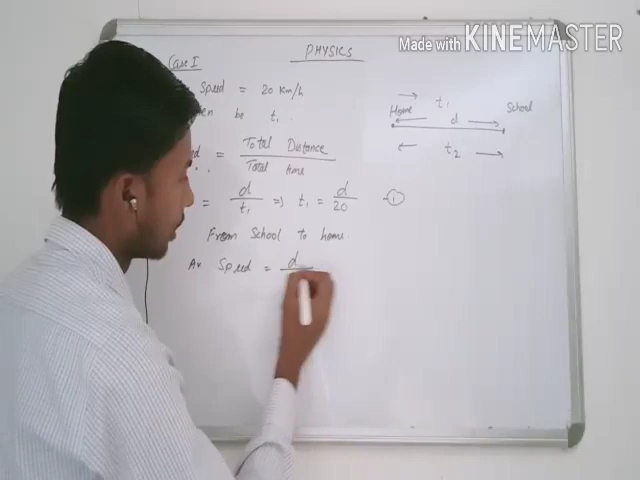 Made with KINEMASTER
PHYSICS
Case I
Speed = 20 Km/h
be t₁
Home → t₁ School
d
← t₂ →
= Total Distance / Total time
= d / t₁ ⇒ t₁ = d / 20 —①
From School to home.
Av Speed = d